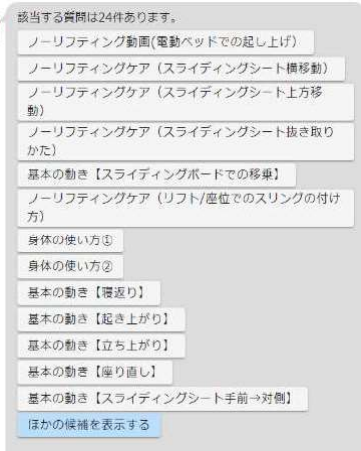 該当する質問は24件あります。
ノーリフティング動画(電動ベッドでの起し上げ)
ノーリフティングケア（スライディングシート横移動）
ノーリフティングケア（スライディングシート上方移
動）
ノーリフティングケア（スライディングシート抜き取り
かた）
基本の動き【スライディングボードでの移乗】
ノーリフティングケア（リフト/座位でのスリングの付け
方）
身体の使い方①
身体の使い方②
基本の動き【寝返り】
基本の動き【起き上がり】
基本の動き【立ち上がり】
基本の動き【座り直し】
基本の動き【スライディングシート手前→対側】
ほかの候補を表示する